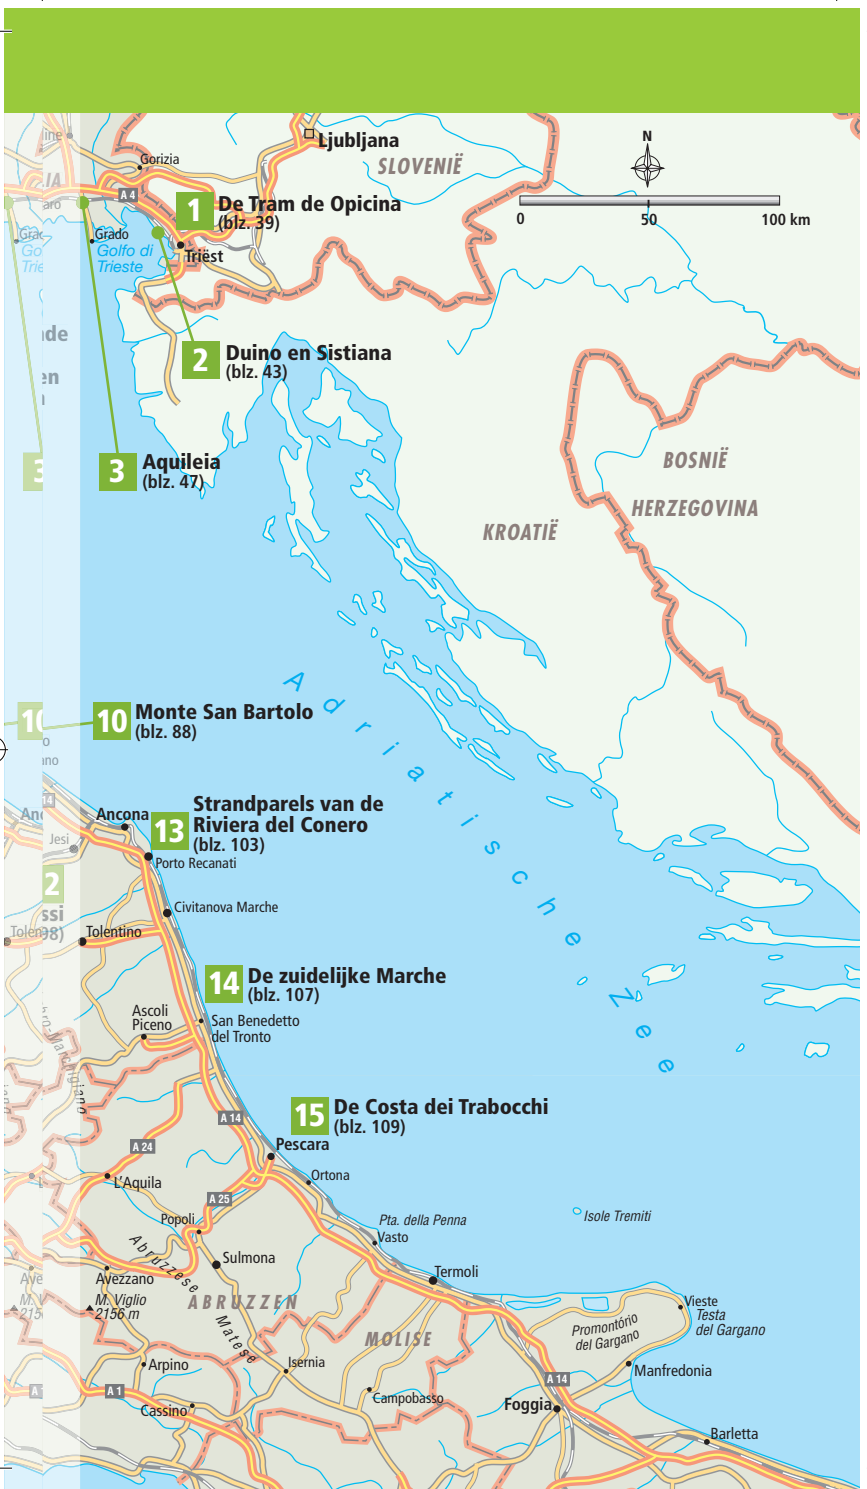 Ljubljana
SLOVENIË
N
0
50
100 km
Gorizia
A 4
1
De Tram de Opicina
(blz. 39)
Grado
Golfo di
Trieste
Triëst
2
Duino en Sistiana
(blz. 43)
3
Aquileia
(blz. 47)
BOSNIË
HERZEGOVINA
KROATIË
Adriatische Zee
10
Monte San Bartolo
(blz. 88)
Ancona
13
Strandparels van de
Riviera del Conero
(blz. 103)
Jesi
Porto Recanati
Civitanova Marche
Tolentino
14
De zuidelijke Marche
(blz. 107)
Ascoli
Piceno
San Benedetto
del Tronto
15
De Costa dei Trabocchi
(blz. 109)
A 14
A 24
Pescara
L'Aquila
Ortona
A 25
Popoli
Pta. della Penna
Vasto
Isole Tremiti
Abruzzese
Sulmona
Avezzano
Termoli
M. Viglio
2156 m
ABRUZZEN
Matese
MOLISE
Vieste
Testa
del Gargano
Promontório
del Gargano
Arpino
Isernia
Manfredonia
A 1
Cassino
Campobasso
A 14
Foggia
Barletta